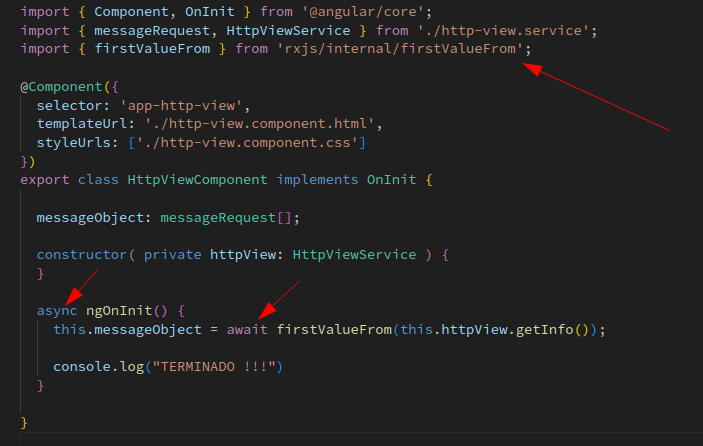 import { Component, OnInit } from '@angular/core';
import { messageRequest, HttpViewService } from './http-view.service';
import { firstValueFrom } from 'rxjs/internal/firstValueFrom';
@Component({
selector: 'app-http-view',
templateUrl: './http-view.component.html',
styleUrls: ['./http-view.component.css']
})
export class HttpViewComponent implements OnInit {
messageObject: messageRequest[];
constructor( private httpView: HttpViewService ) {
}
async ngOnInit() {
this.messageObject = await firstValueFrom(this.httpView.getInfo());
console.log("TERMINADO !!!")
}
}